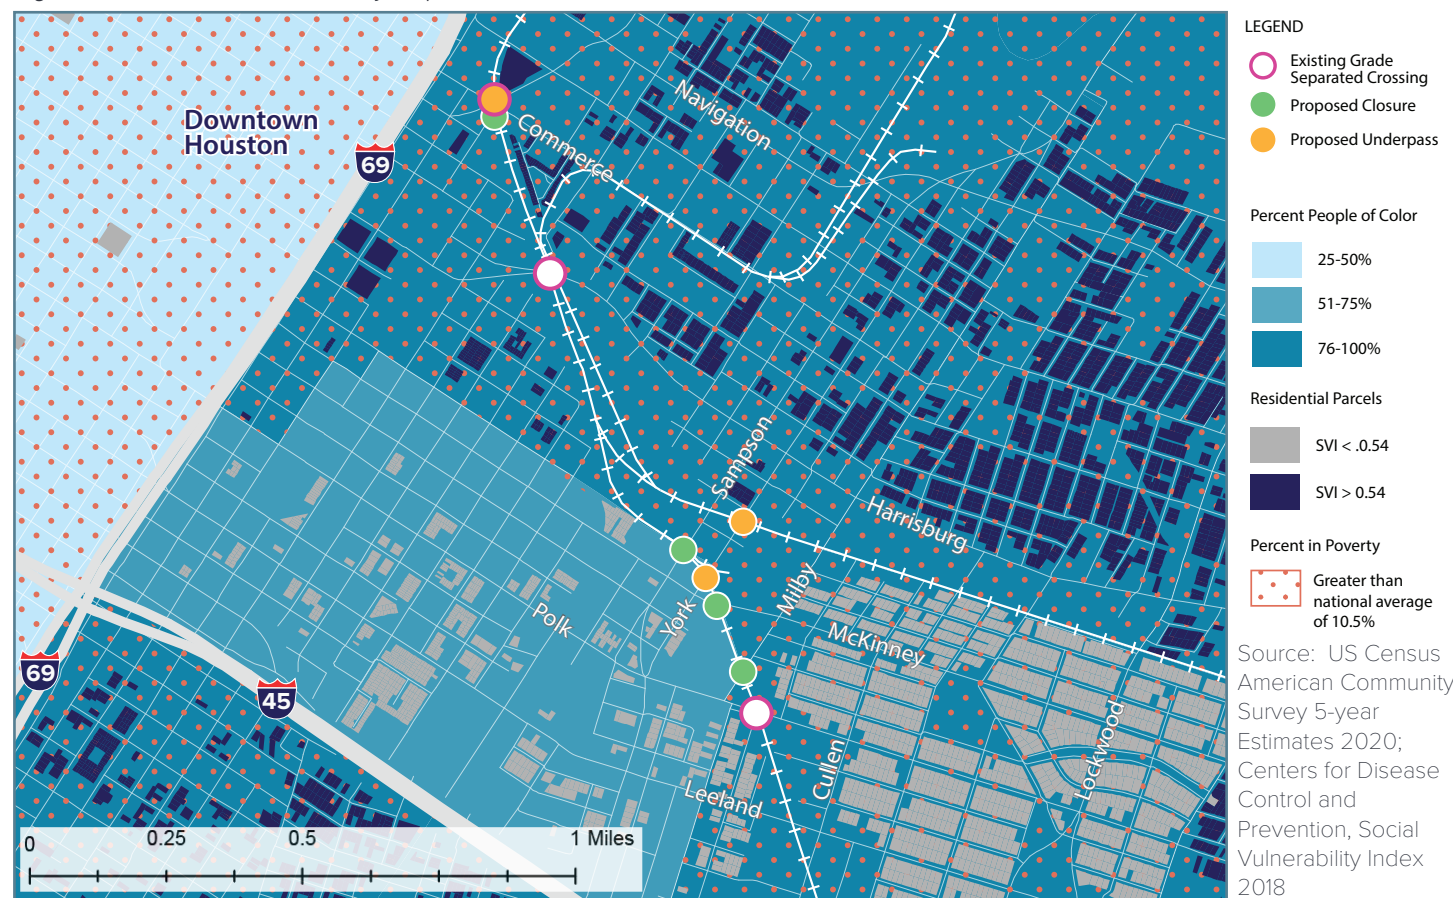 Downtown
Houston
69
Commerce
Navigation
Sampson
Harrisburg
Milby
McKinney
York
Polk
69
45
Cullen
Lockwood
Leeland
0
0.25
0.5
1 Miles
LEGEND
Existing Grade
Separated Crossing
Proposed Closure
Proposed Underpass
Percent People of Color
25-50%
51-75%
76-100%
Residential Parcels
SVI < .0.54
SVI > 0.54
Percent in Poverty
Greater than
national average
of 10.5%
Source: US Census
American Community
Survey 5-year
Estimates 2020;
Centers for Disease
Control and
Prevention, Social
Vulnerability Index
2018